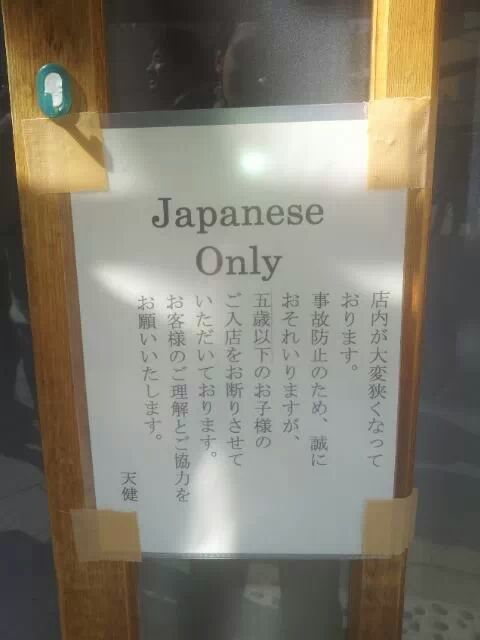 Japanese
Only
店内が大変狭くなって
おります。
事故防止のため、誠に
おそれいりますが、
五歳以下のお子様の
ご入店をお断りさせて
いただいております。
お客様のご理解とご協力を
お願いいたします。
天健